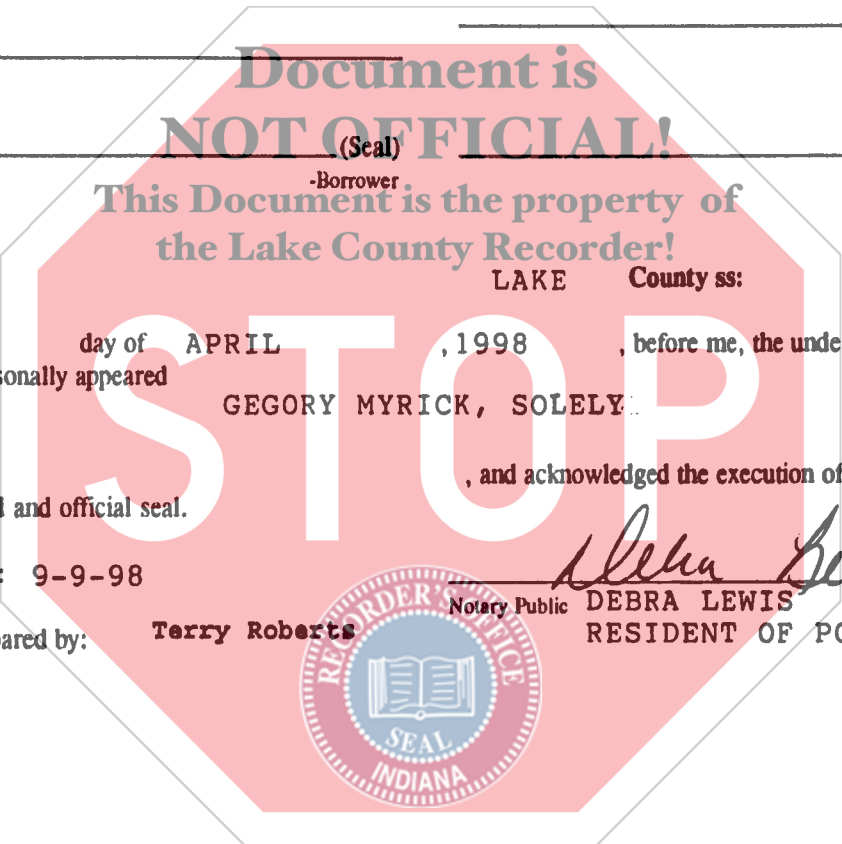 Document is
NOT OFFICIAL!
(Seal)
-Borrower
This Document is the property of
the Lake County Recorder!
LAKE County ss:
STOP
day of APRIL ,1998 , before me, the unde
sonally appeared
GEGORY MYRICK, SOLELY
, and acknowledged the execution of
and official seal.
: 9-9-98
Debra
Notary Public DEBRA LEWIS
ared by: Terry Roberts
RESIDENT OF PO
RECORDER'S OFFICE
SEAL
INDIANA